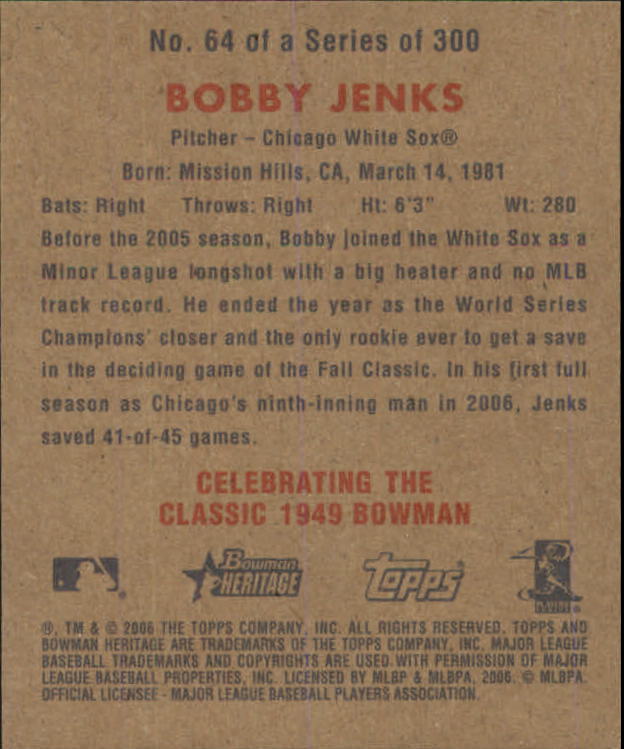 No. 64 of a Series of 300
BOBBY JENKS
Pitcher – Chicago White Sox®
Born: Mission Hills, CA, March 14, 1981
Bats: Right Throws: Right Ht: 6'3" Wt: 280
Before the 2005 season, Bobby joined the White Sox as a
Minor League longshot with a big heater and no MLB
track record. He ended the year as the World Series
Champions' closer and the only rookie ever to get a save
in the deciding game of the Fall Classic. In his first full
season as Chicago's ninth-inning man in 2006, Jenks
saved 41-of-45 games.
CELEBRATING THE
CLASSIC 1949 BOWMAN
Bowman
HERITAGE
topps
PLAYERS
®, TM & © 2006 THE TOPPS COMPANY, INC. ALL RIGHTS RESERVED. TOPPS AND
BOWMAN HERITAGE ARE TRADEMARKS OF THE TOPPS COMPANY, INC. MAJOR LEAGUE
BASEBALL TRADEMARKS AND COPYRIGHTS ARE USED WITH PERMISSION OF MAJOR
LEAGUE BASEBALL PROPERTIES, INC. LICENSED BY MLBP & MLBPA, 2006. © MLBPA.
OFFICIAL LICENSEE - MAJOR LEAGUE BASEBALL PLAYERS ASSOCIATION.